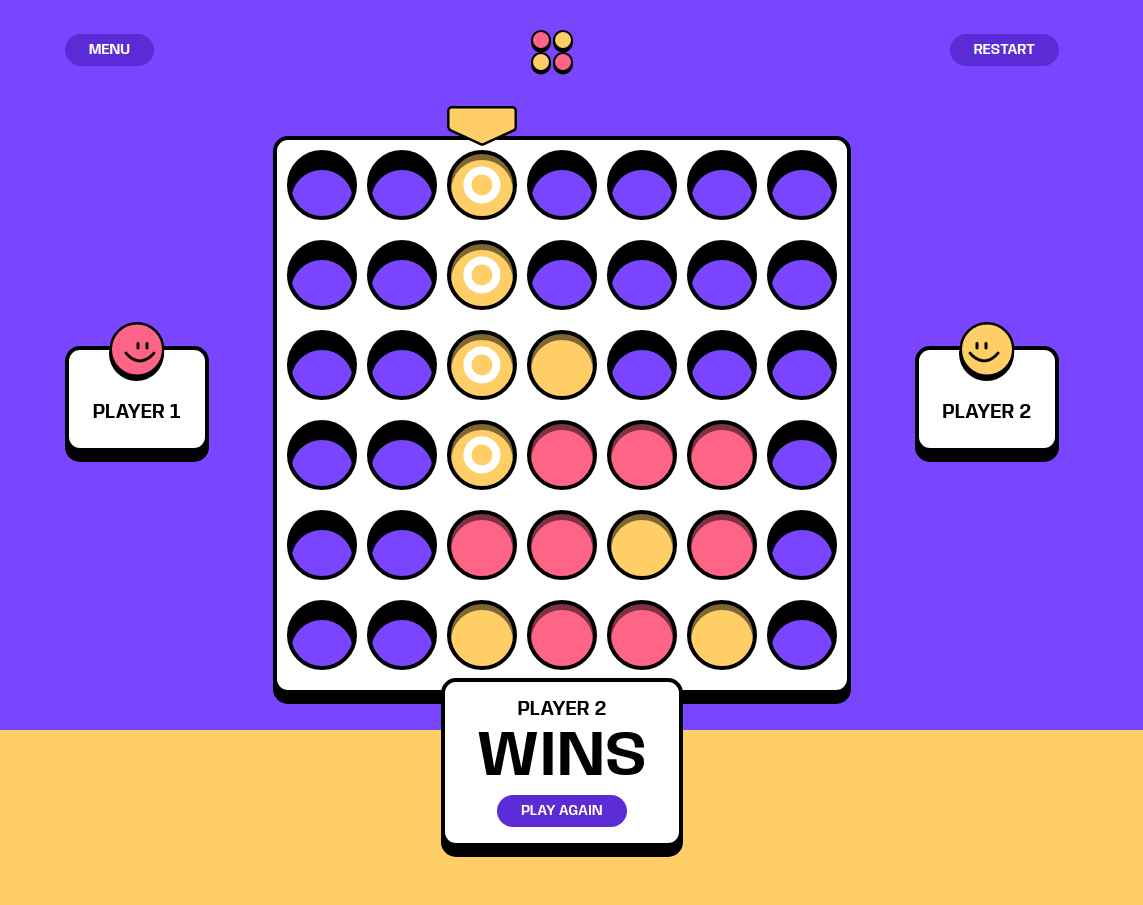 MENU
RESTART
PLAYER 1
PLAYER 2
PLAYER 2
WINS
PLAY AGAIN